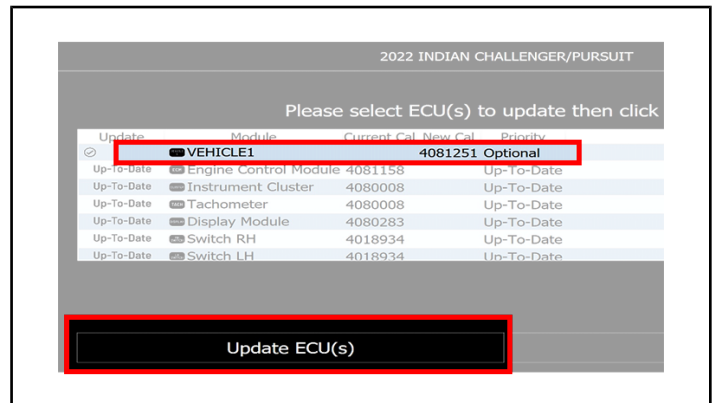 2022 INDIAN CHALLENGER/PURSUIT
Please select ECU(s) to update then click
Update Module Current Cal New Cal Priority
VEHICLE1 4081251 Optional
Up-To-Date Engine Control Module 4081158 Up-To-Date
Up-To-Date Instrument Cluster 4080008 Up-To-Date
Up-To-Date Tachometer 4080008 Up-To-Date
Up-To-Date Display Module 4080283 Up-To-Date
Up-To-Date Switch RH 4018934 Up-To-Date
Up-To-Date Switch LH 4018934 Up-To-Date
Update ECU(s)